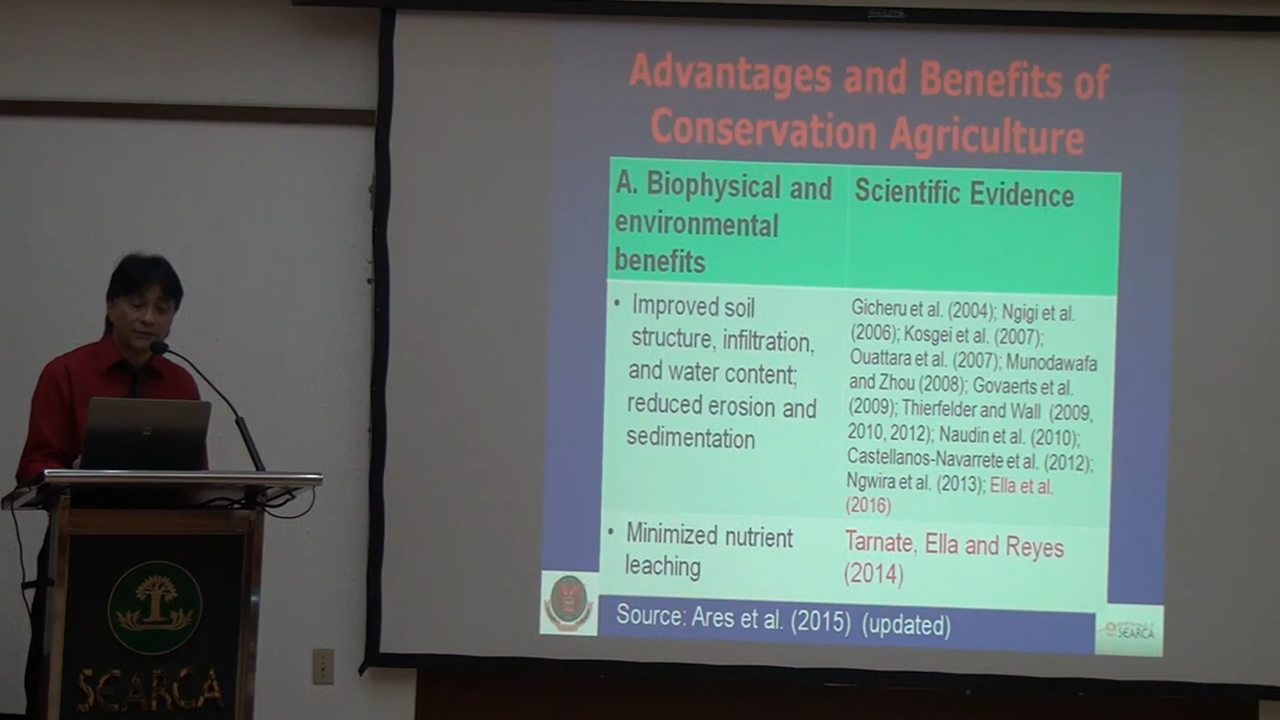 Advantages and Benefits of
Conservation Agriculture
A. Biophysical and
environmental
benefits
Scientific Evidence
• Improved soil
structure, infiltration,
and water content;
reduced erosion and
sedimentation
Gicheru et al. (2004); Ngigi et al.
(2006); Kosgei et al. (2007);
Ouattara et al. (2007); Munodawafa
and Zhou (2008); Govaerts et al.
(2009); Thierfelder and Wall (2009,
2010, 2012); Naudin et al. (2010);
Castellanos-Navarrete et al. (2012);
Ngwira et al. (2013); Ella et al.
(2016)
• Minimized nutrient
leaching
Tarnate, Ella and Reyes
(2014)
Source: Ares et al. (2015) (updated)
SEARCA
SEARCA